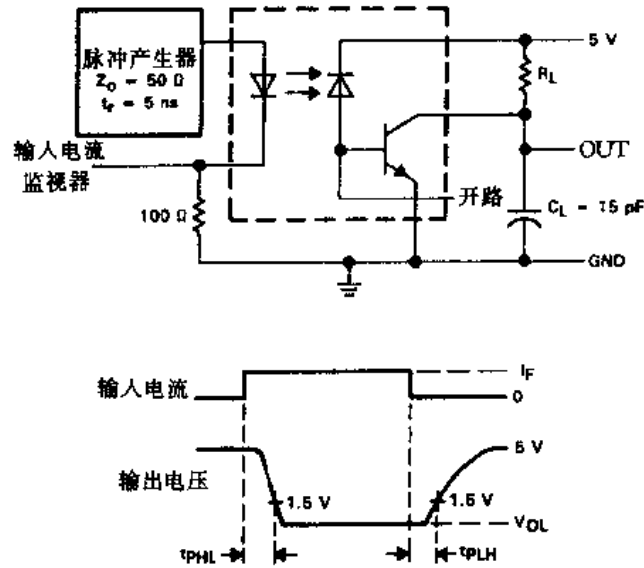 脉冲产生器
Z_O = 50 Ω
t_r = 5 ns
输入电流
监视器
100 Ω
5 V
R_L
OUT
开路
C_L = 15 pF
GND
输入电流
I_F
0
输出电压
5 V
1.5 V
1.5 V
V_OL
t_PHL
t_PLH